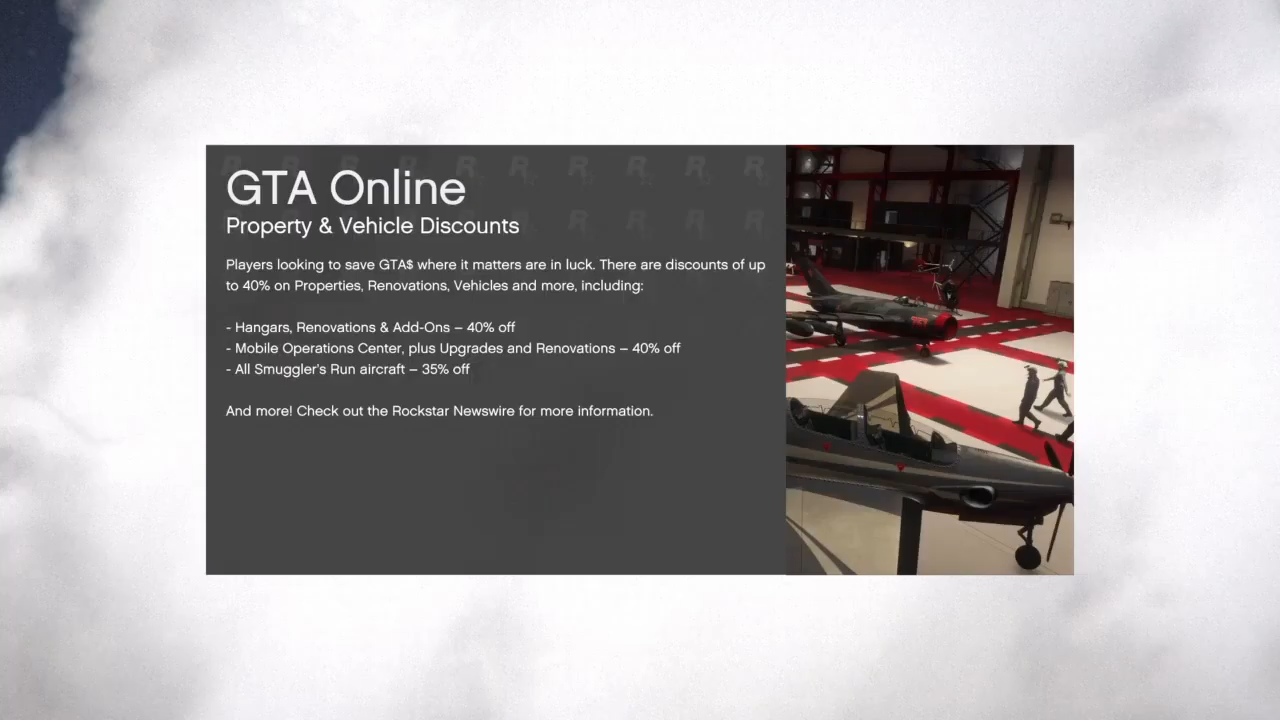 GTA Online
Property & Vehicle Discounts
Players looking to save GTA$ where it matters are in luck. There are discounts of up
to 40% on Properties, Renovations, Vehicles and more, including:
- Hangars, Renovations & Add-Ons – 40% off
- Mobile Operations Center, plus Upgrades and Renovations – 40% off
- All Smuggler's Run aircraft – 35% off
And more! Check out the Rockstar Newswire for more information.